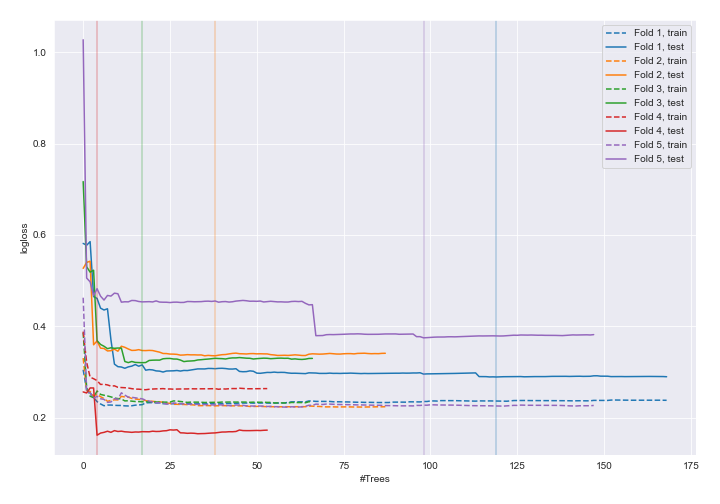 Fold 1, train
Fold 1, test
Fold 2, train
Fold 2, test
Fold 3, train
Fold 3, test
Fold 4, train
Fold 4, test
Fold 5, train
Fold 5, test
1.0
0.8
0.6
0.4
0.2
logloss
0 25 50 75 100 125 150 175
#Trees